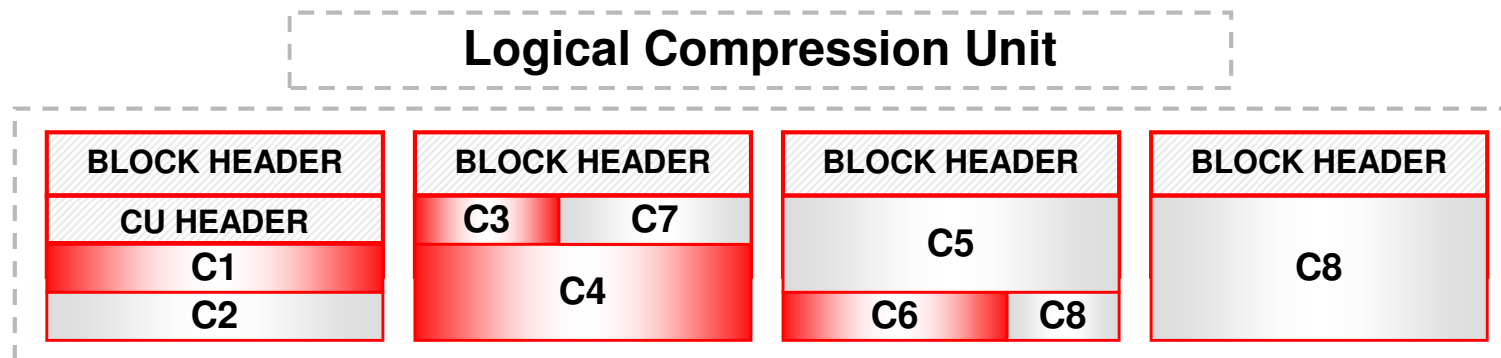 Logical Compression Unit
BLOCK HEADER
CU HEADER
C1
C2
BLOCK HEADER
C3 C7
C4
BLOCK HEADER
C5
C6 C8
BLOCK HEADER
C8